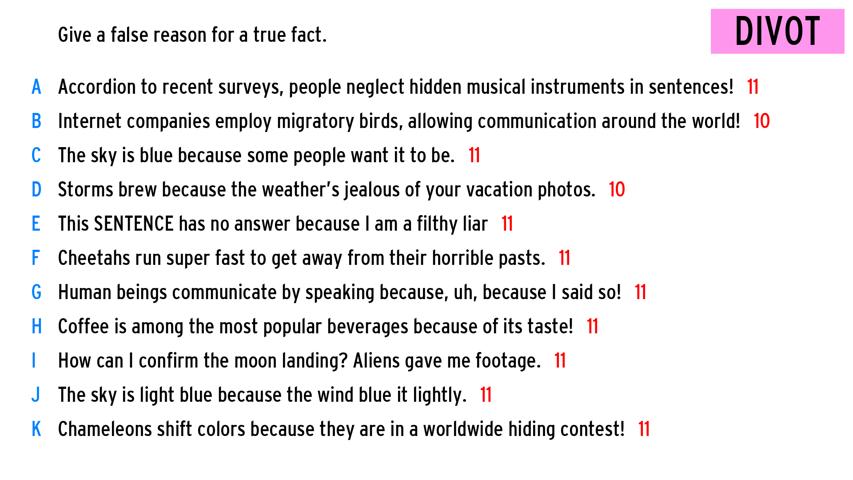 Give a false reason for a true fact.
DIVOT
A Accordion to recent surveys, people neglect hidden musical instruments in sentences! 11
B Internet companies employ migratory birds, allowing communication around the world! 10
C The sky is blue because some people want it to be. 11
D Storms brew because the weather's jealous of your vacation photos. 10
E This SENTENCE has no answer because I am a filthy liar 11
F Cheetahs run super fast to get away from their horrible pasts. 11
G Human beings communicate by speaking because, uh, because I said so! 11
H Coffee is among the most popular beverages because of its taste! 11
I How can I confirm the moon landing? Aliens gave me footage. 11
J The sky is light blue because the wind blue it lightly. 11
K Chameleons shift colors because they are in a worldwide hiding contest! 11